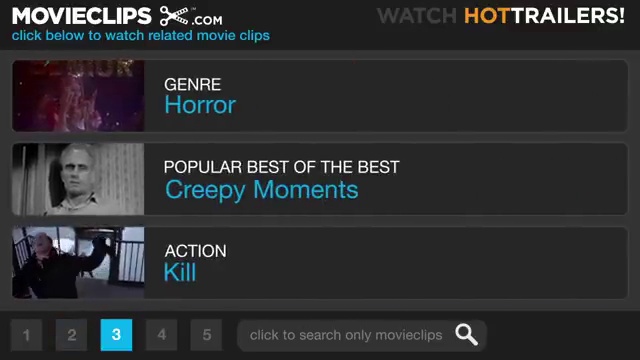 MOVIECLIPS .COM
WATCH HOTTRAILERS!
click below to watch related movie clips
GENRE
Horror
POPULAR BEST OF THE BEST
Creepy Moments
ACTION
Kill
1 2 3 4 5 click to search only movieclips